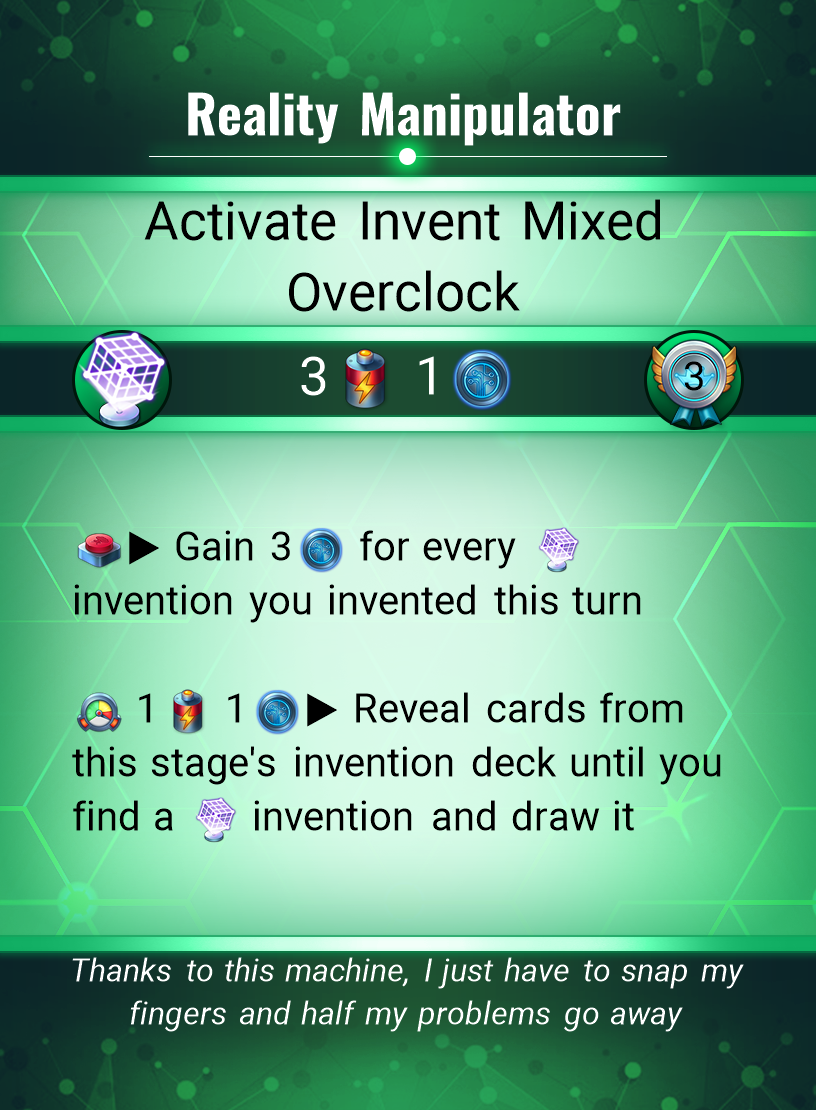 Reality Manipulator
Activate Invent Mixed
Overclock
3 1 3
▶ Gain 3 for every
invention you invented this turn
1 1 ▶ Reveal cards from
this stage's invention deck until you
find a invention and draw it
Thanks to this machine, I just have to snap my
fingers and half my problems go away